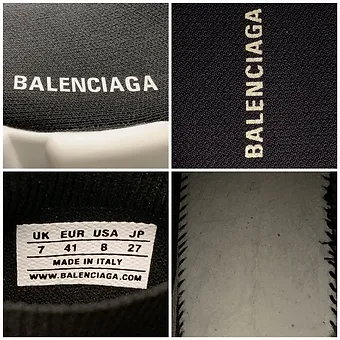 BALENCIAGA
BALENCIAGA
UK EUR USA JP
7 41 8 27
MADE IN ITALY
WWW.BALENCIAGA.COM